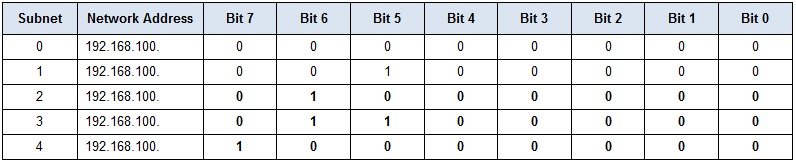 Subnet Network Address Bit 7 Bit 6 Bit 5 Bit 4 Bit 3 Bit 2 Bit 1 Bit 0
0 192.168.100. 0 0 0 0 0 0 0 0
1 192.168.100. 0 0 1 0 0 0 0 0
2 192.168.100. 0 1 0 0 0 0 0 0
3 192.168.100. 0 1 1 0 0 0 0 0
4 192.168.100. 1 0 0 0 0 0 0 0